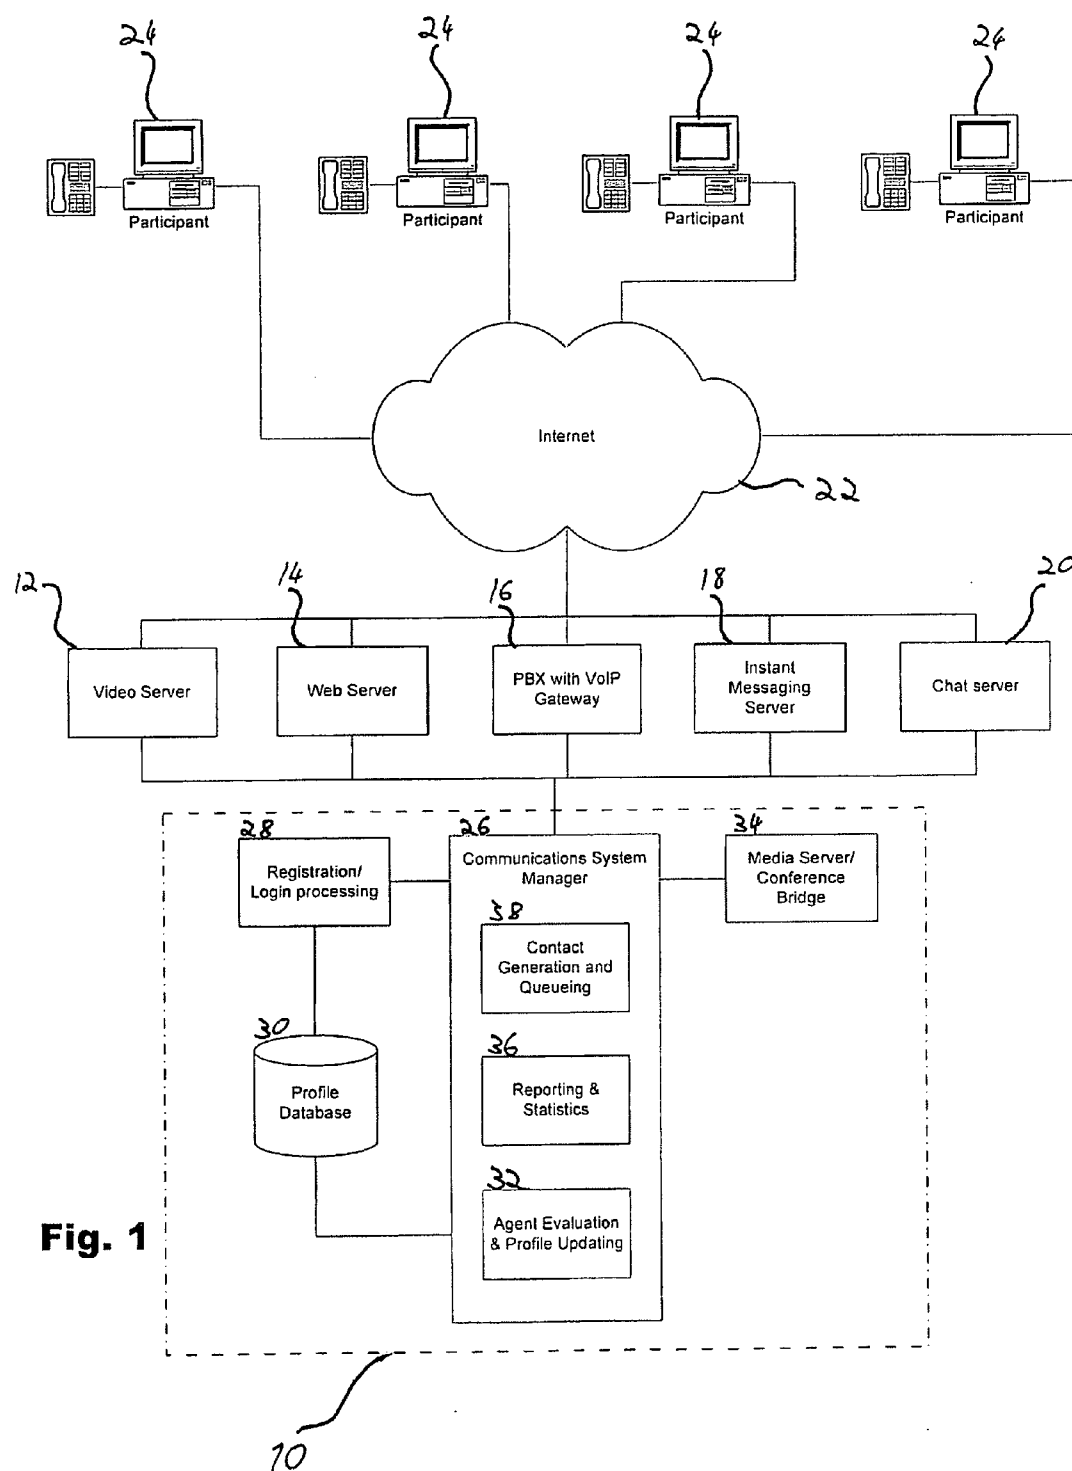 24 24 24 24
Participant Participant Participant Participant
Internet
22
12 14 16 18 20
Video Server
Web Server
PBX with VoIP
Gateway
Instant
Messaging
Server
Chat server
28
Registration/
Login processing
26
Communications System
Manager
34
Media Server/
Conference
Bridge
38
Contact
Generation and
Queueing
30
Profile
Database
36
Reporting &
Statistics
32
Agent Evaluation
& Profile Updating
Fig. 1
10